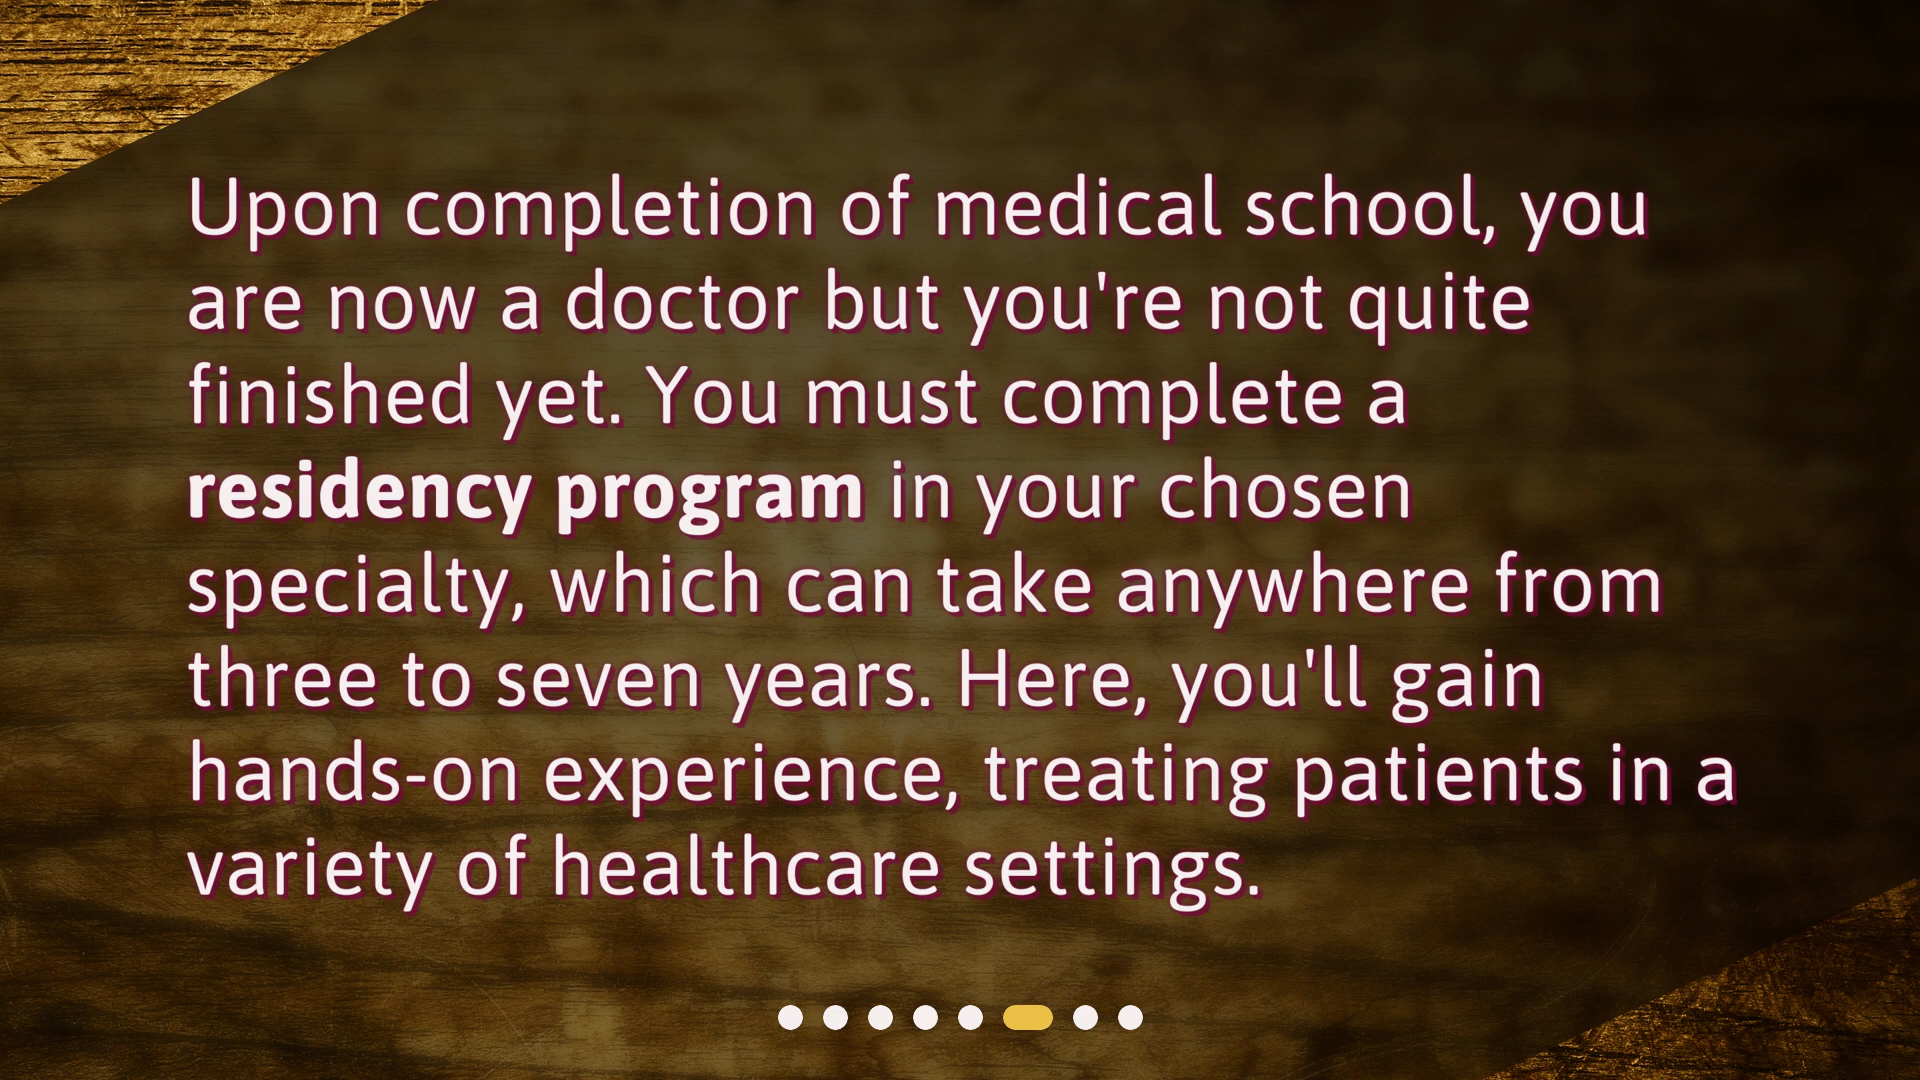 Upon completion of medical school, you
are now a doctor but you're not quite
finished yet. You must complete a
residency program in your chosen
specialty, which can take anywhere from
three to seven years. Here, you'll gain
hands-on experience, treating patients in a
variety of healthcare settings.